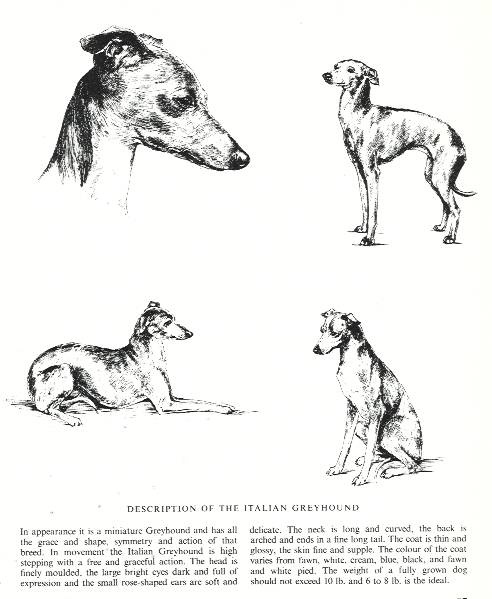 DESCRIPTION OF THE ITALIAN GREYHOUND
In appearance it is a miniature Greyhound and has all
the grace and shape, symmetry and action of that
breed. In movement the Italian Greyhound is high
stepping with a free and graceful action. The head is
finely moulded, the large bright eyes dark and full of
expression and the small rose-shaped ears are soft and
delicate. The neck is long and curved, the back is
arched and ends in a fine long tail. The coat is thin and
glossy, the skin fine and supple. The colour of the coat
varies from fawn, white, cream, blue, black, and fawn
and white pied. The weight of a fully grown dog
should not exceed 10 lb. and 6 to 8 lb. is the ideal.